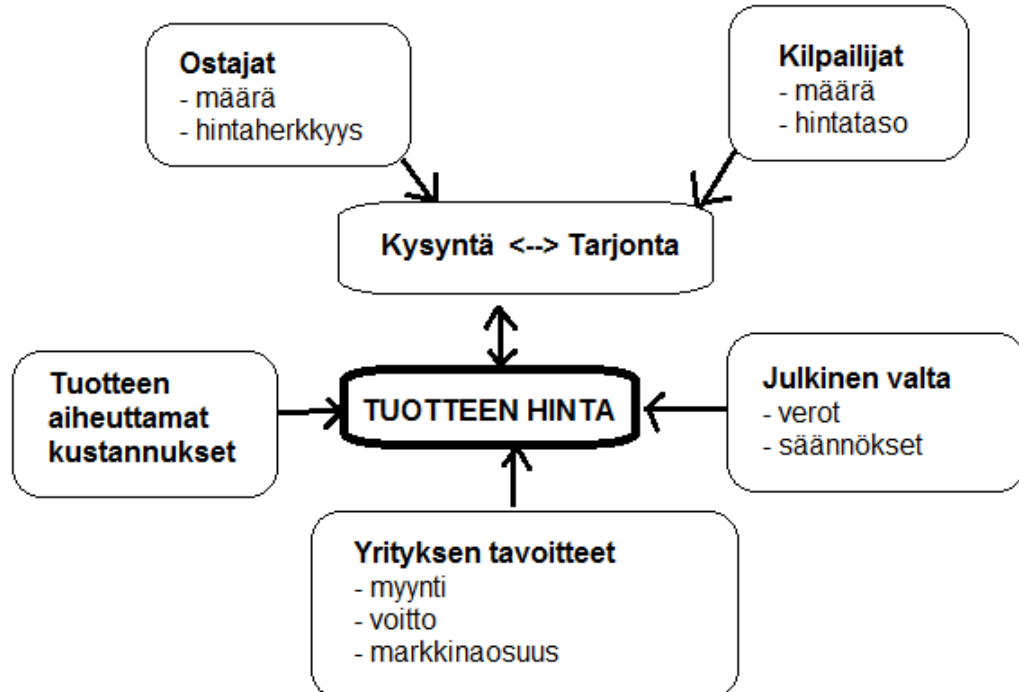 Ostajat
- määrä
- hintaherkkyys
Kilpailijat
- määrä
- hintataso
Kysyntä <--> Tarjonta
Tuotteen
aiheuttamat
kustannukset
TUOTTEEN HINTA
Julkinen valta
- verot
- säännökset
Yrityksen tavoitteet
- myynti
- voitto
- markkinaosuus